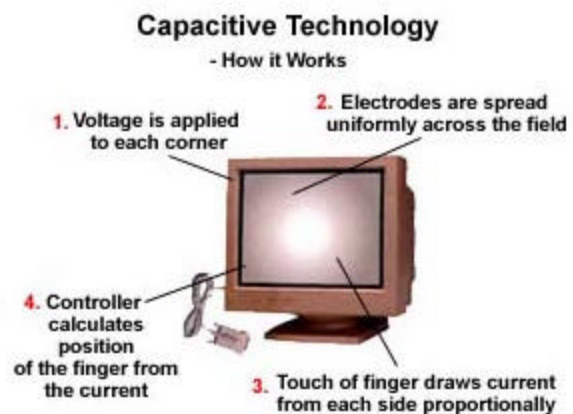 Capacitive Technology
- How it Works
1. Voltage is applied
to each corner
2. Electrodes are spread
uniformly across the field
4. Controller
calculates
position
of the finger from
the current
3. Touch of finger draws current
from each side proportionally